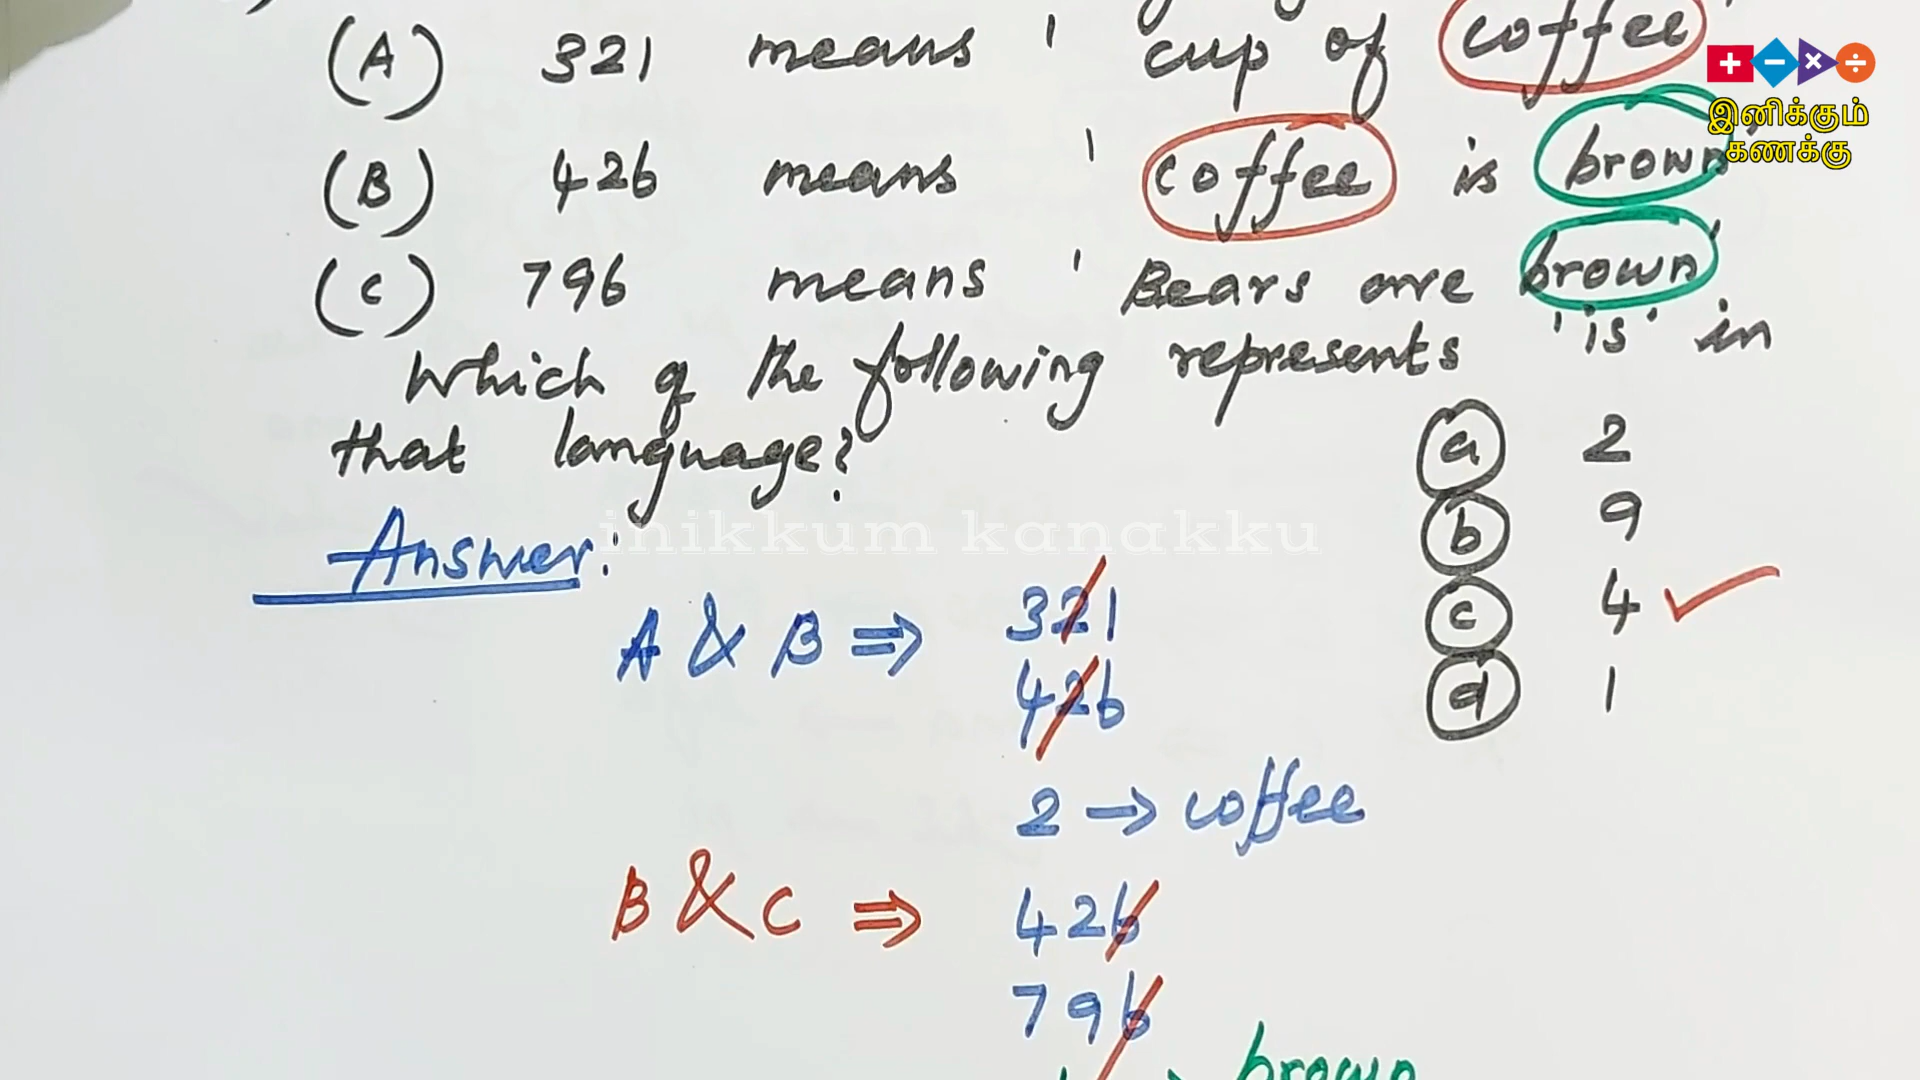 (A) 321 means ' cup of coffee'
(B) 426 means ' coffee is brown'
(C) 796 means ' Bears are brown'
Which of the following represents 'is' in
that language?
(a) 2
(b) 9
(c) 4 ✓
(d) 1
Answer:
A & B ⇒ 321
426
2 → coffee
B & C ⇒ 426
796
brown
இனிக்கும்
கணக்கு
inikkum kanakku